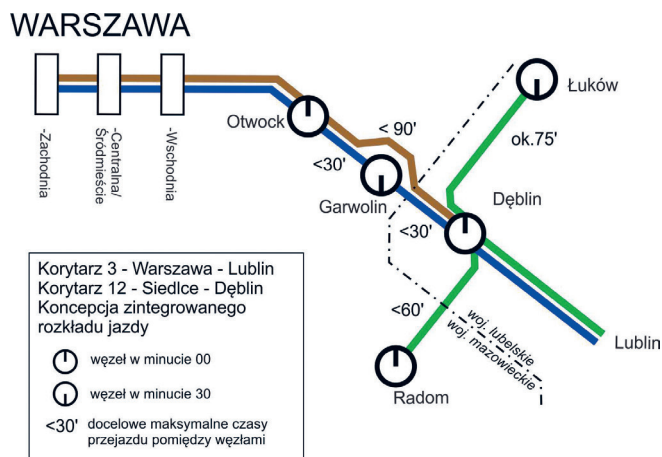 WARSZAWA
-Zachodnia
-Centralna/
Śródmieście
-Wschodnia
Otwock
< 90'
<30'
Garwolin
Łuków
ok.75'
Dęblin
<30'
<60'
Radom
woj. lubelskie
woj. mazowieckie
Lublin
Korytarz 3 - Warszawa - Lublin
Korytarz 12 - Siedlce - Dęblin
Koncepcja zintegrowanego
rozkładu jazdy
węzeł w minucie 00
węzeł w minucie 30
<30' docelowe maksymalne czasy
przejazdu pomiędzy węzłami